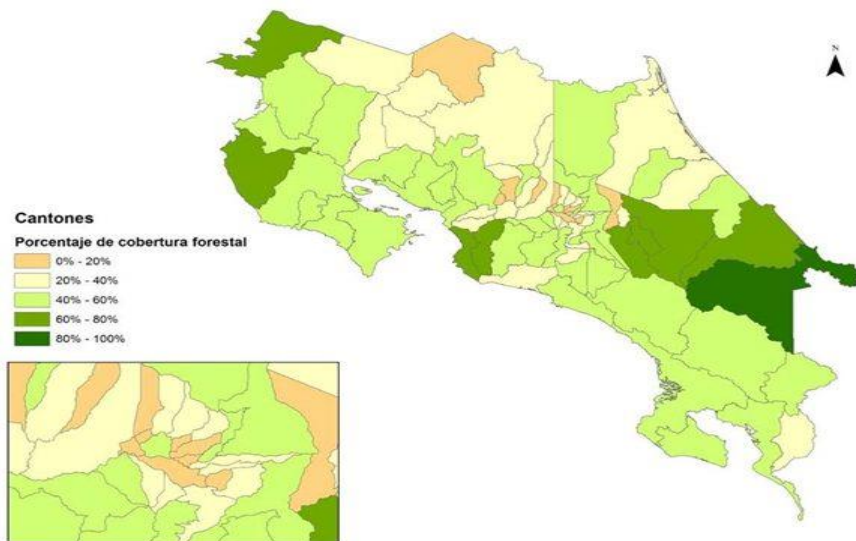 N
Cantones
Porcentaje de cobertura forestal
0% - 20%
20% - 40%
40% - 60%
60% - 80%
80% - 100%